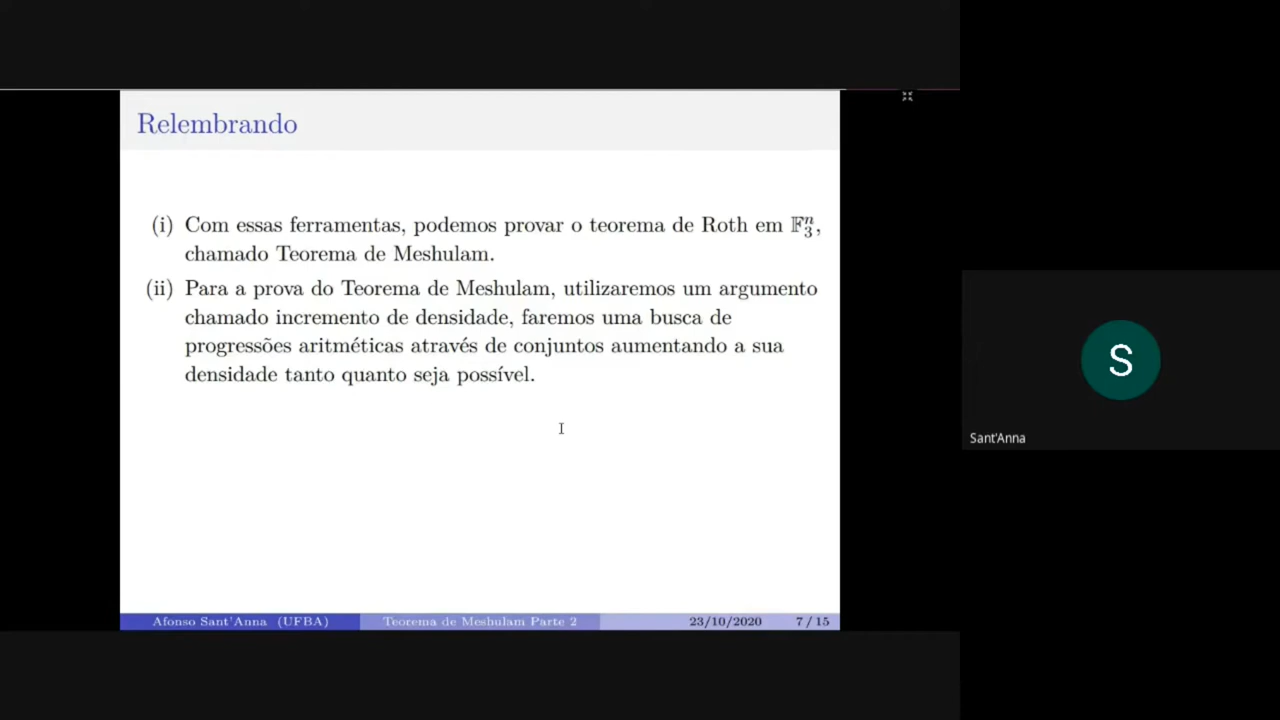 Relembrando
(i) Com essas ferramentas, podemos provar o teorema de Roth em 𝔽₃ⁿ,
chamado Teorema de Meshulam.
(ii) Para a prova do Teorema de Meshulam, utilizaremos um argumento
chamado incremento de densidade, faremos uma busca de
progressões aritméticas através de conjuntos aumentando a sua
densidade tanto quanto seja possível.
Afonso Sant'Anna (UFBA) Teorema de Meshulam Parte 2 23/10/2020 7 / 15
S
Sant'Anna